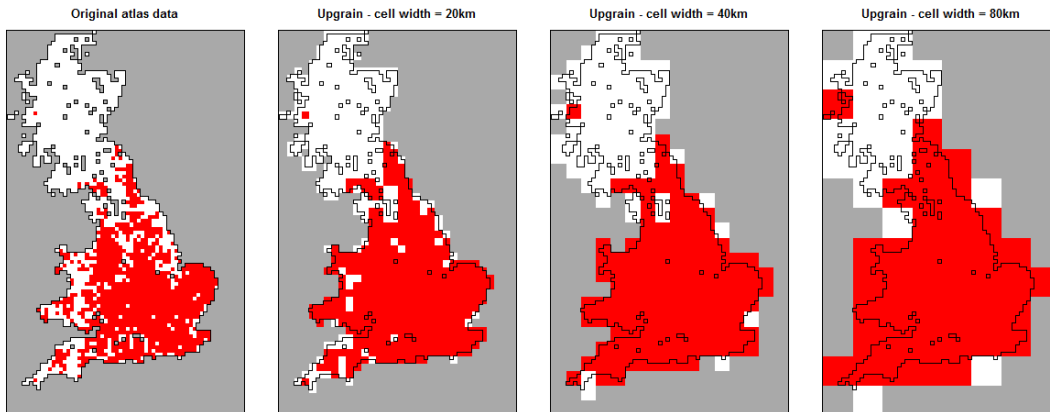 Original atlas data
Upgrain - cell width = 20km
Upgrain - cell width = 40km
Upgrain - cell width = 80km